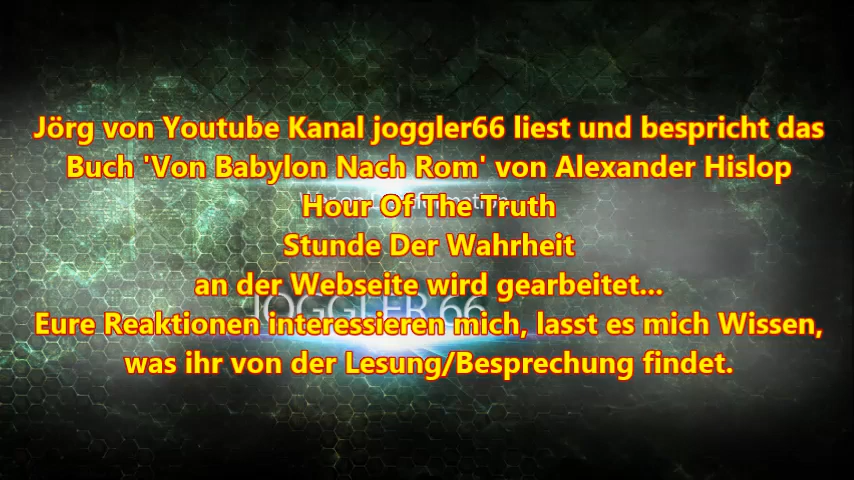 Jörg von Youtube Kanal joggler66 liest und bespricht das
Buch 'Von Babylon Nach Rom' von Alexander Hislop
Hour Of The Truth
Stunde Der Wahrheit
an der Webseite wird gearbeitet...
JOGGLER 66
Eure Reaktionen interessieren mich, lasst es mich Wissen,
was ihr von der Lesung/Besprechung findet.